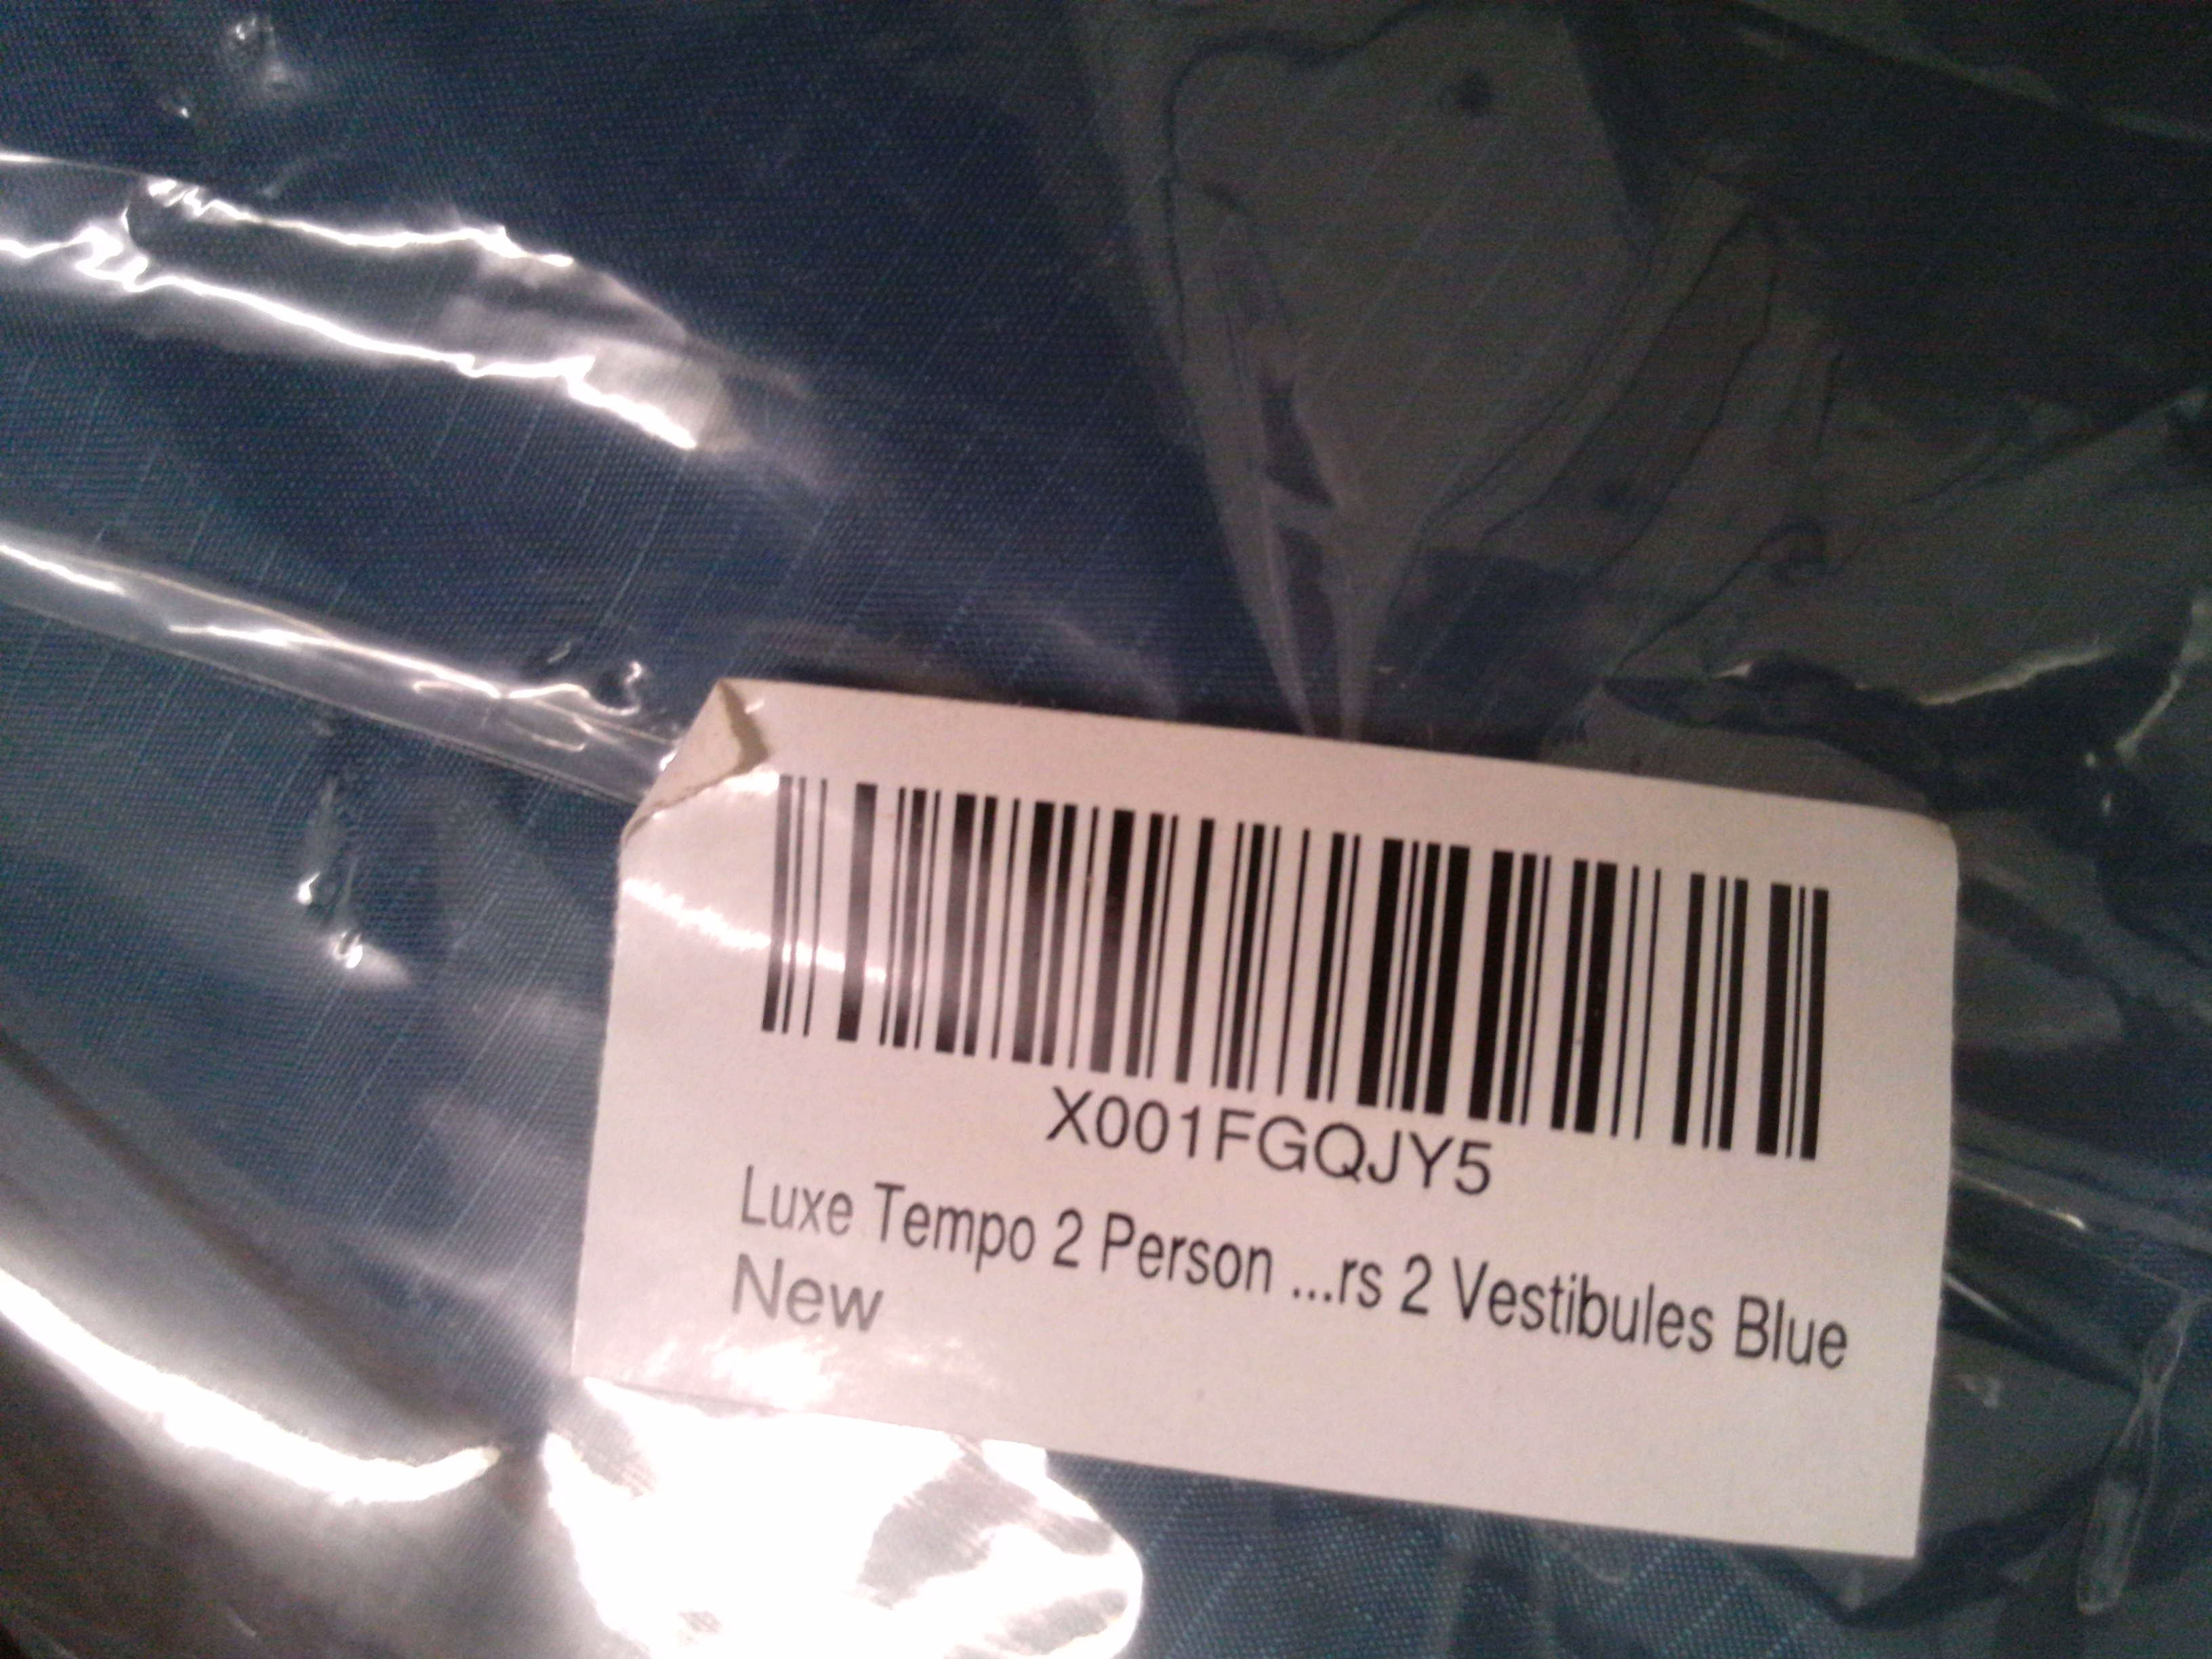 X001FGQJY5
Luxe Tempo 2 Person ...rs 2 Vestibules Blue
New